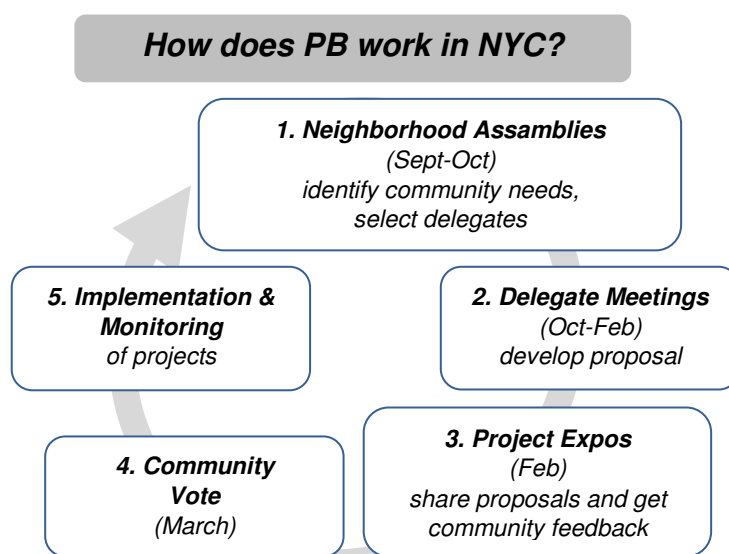 How does PB work in NYC?
1. Neighborhood Assamblies
(Sept-Oct)
identify community needs,
select delegates
2. Delegate Meetings
(Oct-Feb)
develop proposal
3. Project Expos
(Feb)
share proposals and get
community feedback
4. Community
Vote
(March)
5. Implementation &
Monitoring
of projects